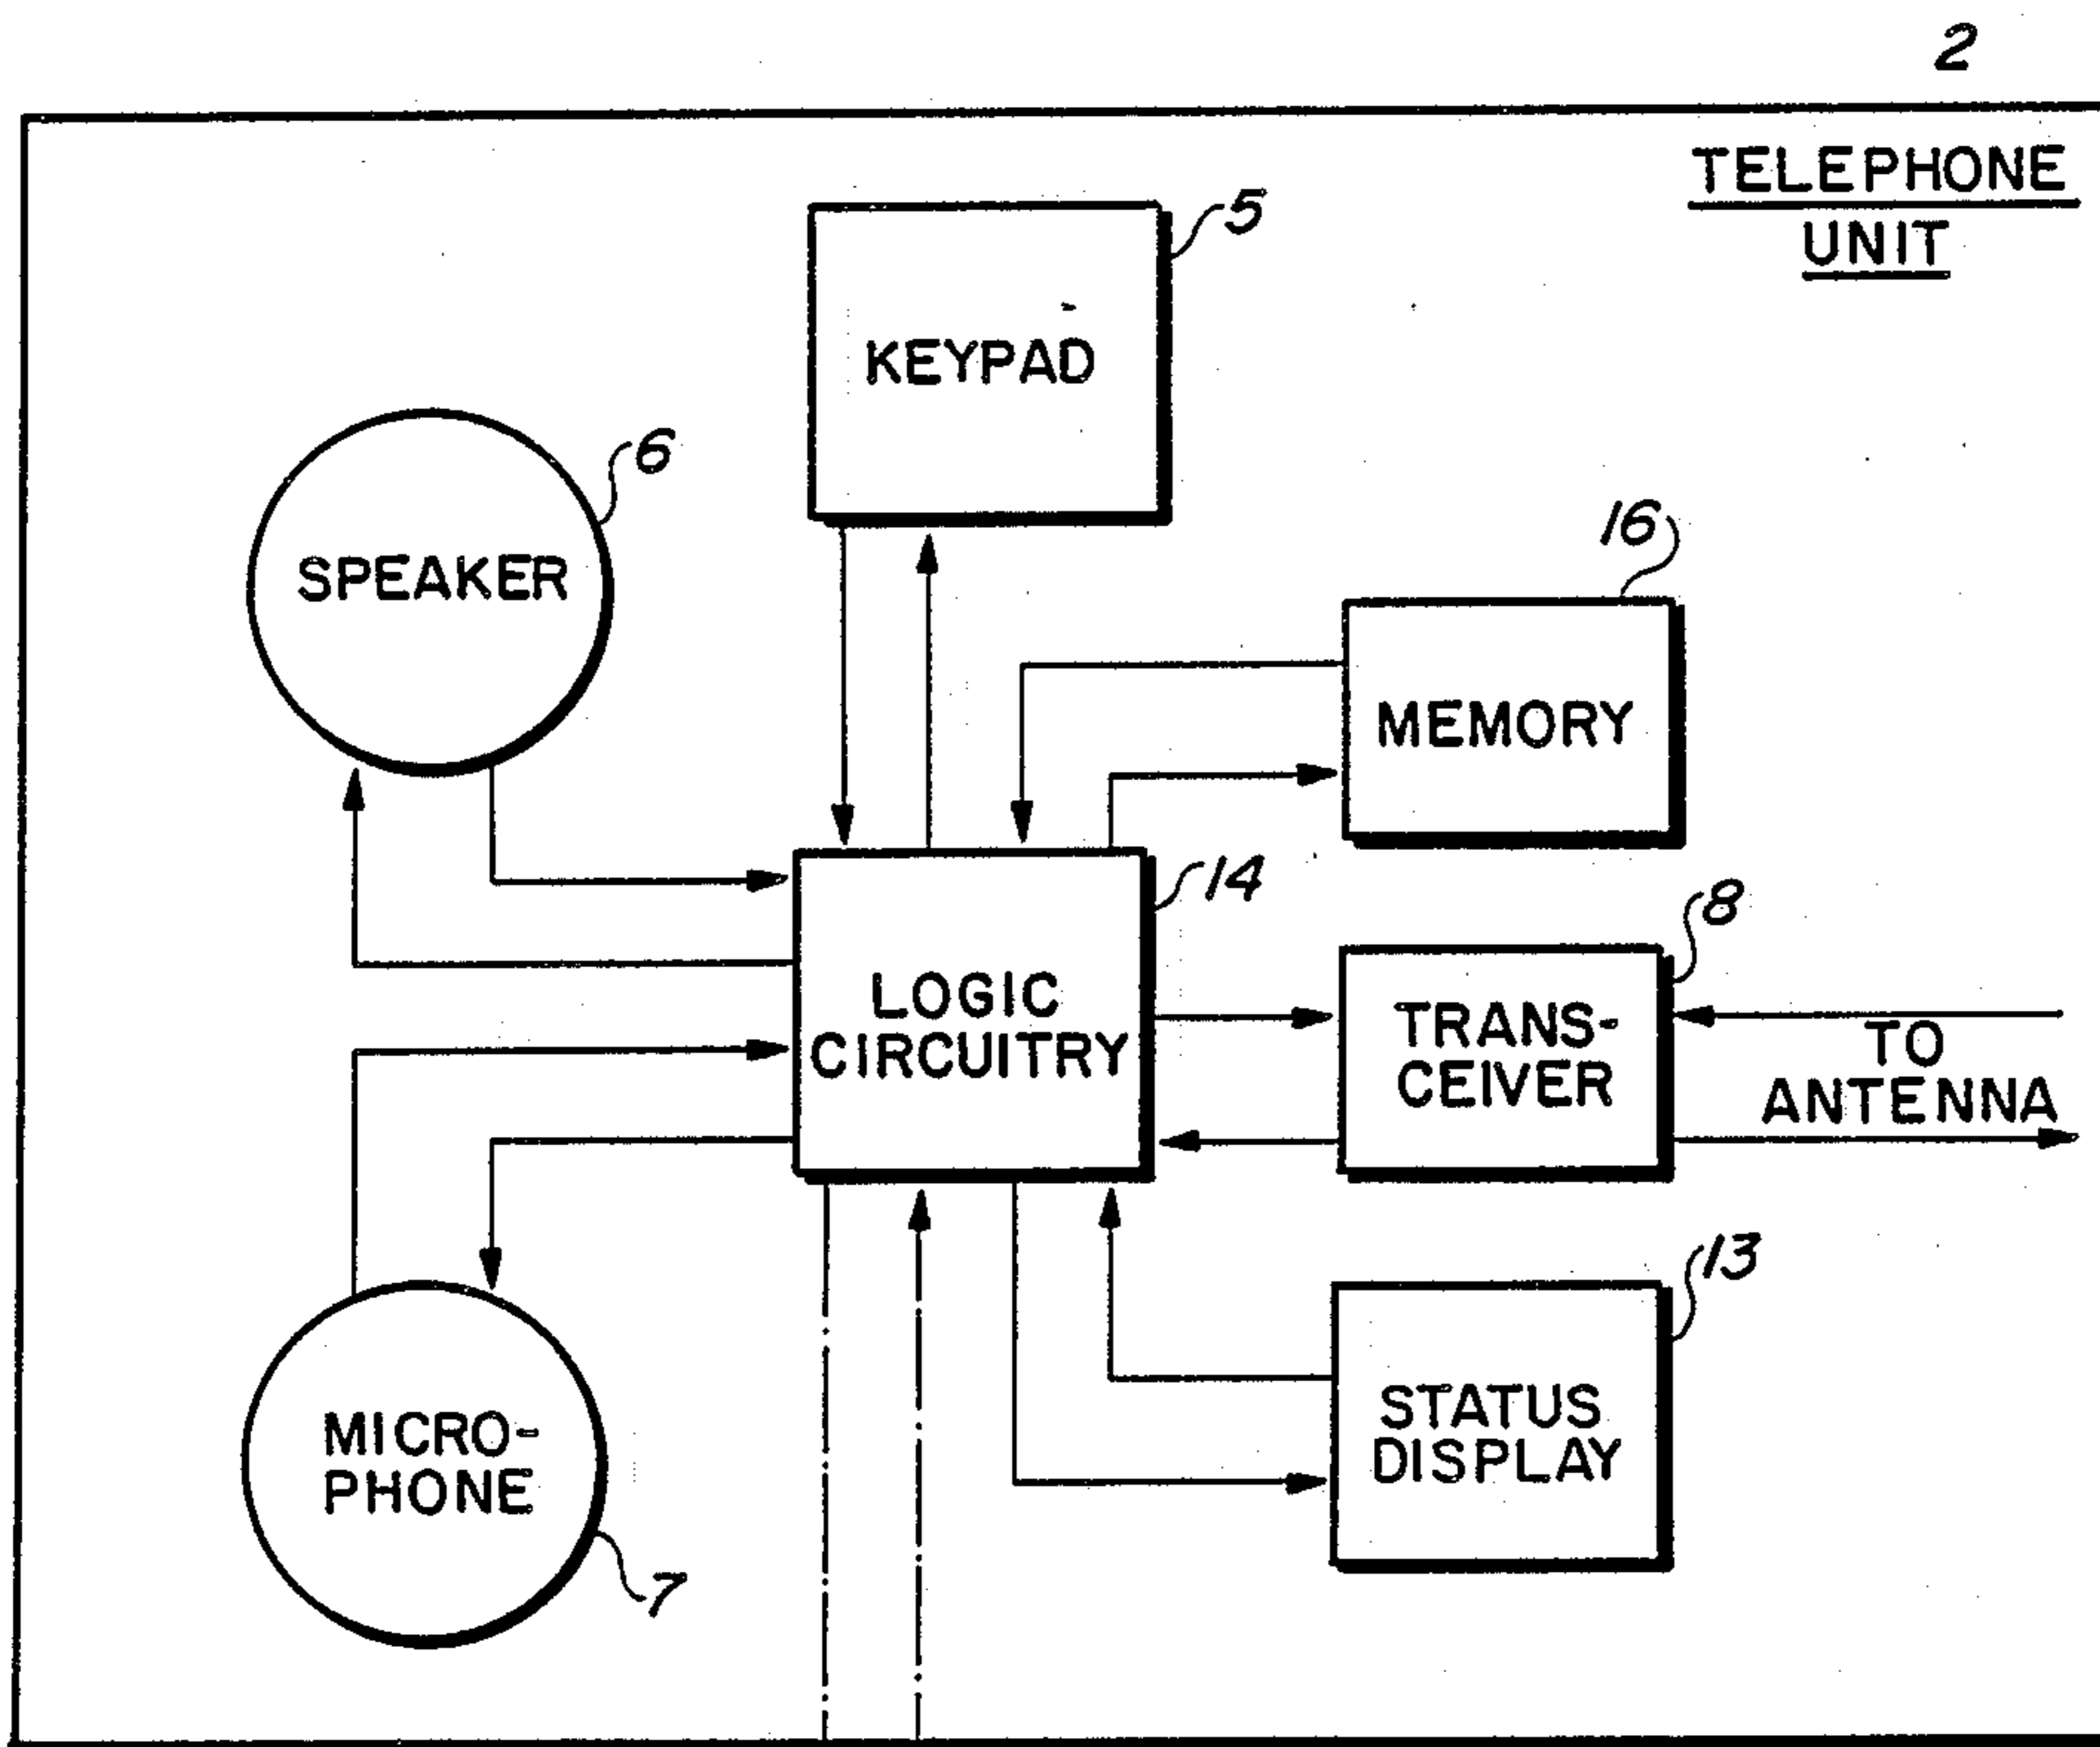 2
TELEPHONE
UNIT
5
KEYPAD
6
SPEAKER
16
MEMORY
14
LOGIC
CIRCUITRY
8
TRANS-
CEIVER
TO
ANTENNA
13
STATUS
DISPLAY
MICRO-
PHONE
7